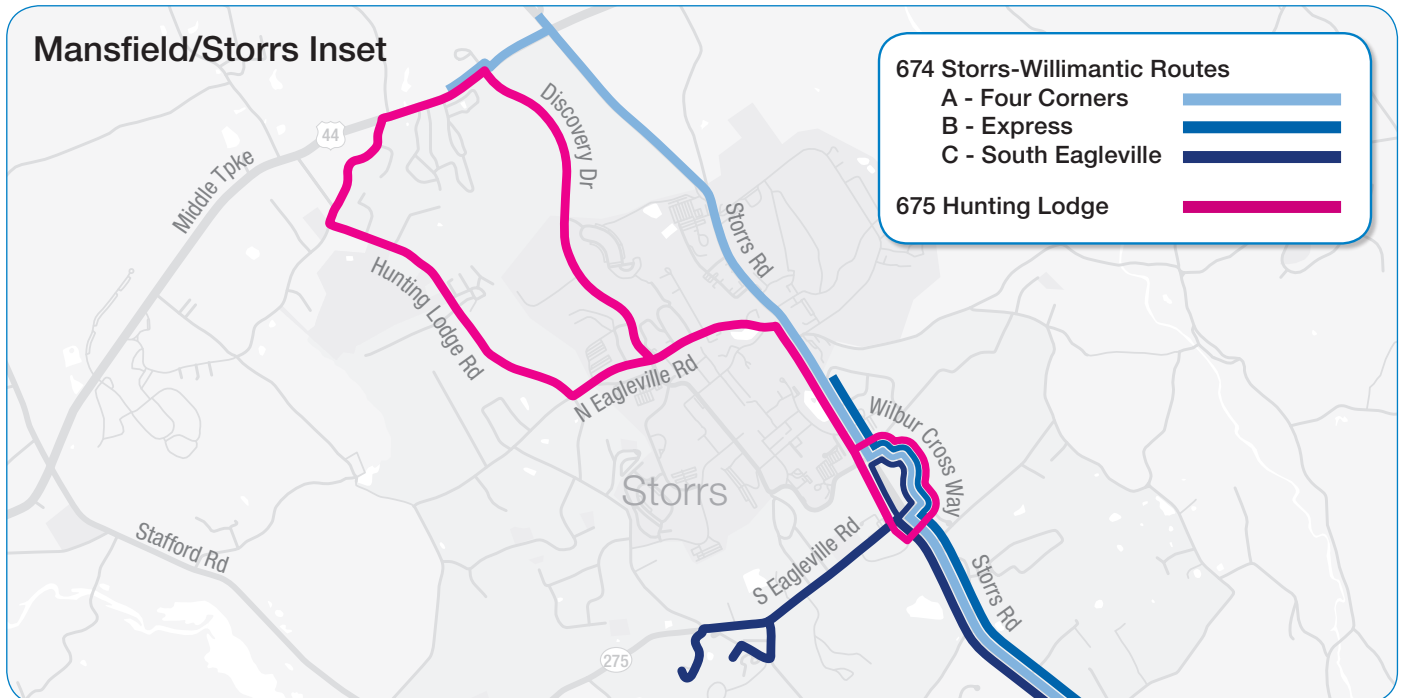 Mansfield/Storrs Inset
674 Storrs-Willimantic Routes
A - Four Corners
B - Express
C - South Eagleville
675 Hunting Lodge
44
Middle Tpke
Discovery Dr
Storrs Rd
Hunting Lodge Rd
N Eagleville Rd
Wilbur Cross Way
Storrs
Stafford Rd
S Eagleville Rd
Storrs Rd
275